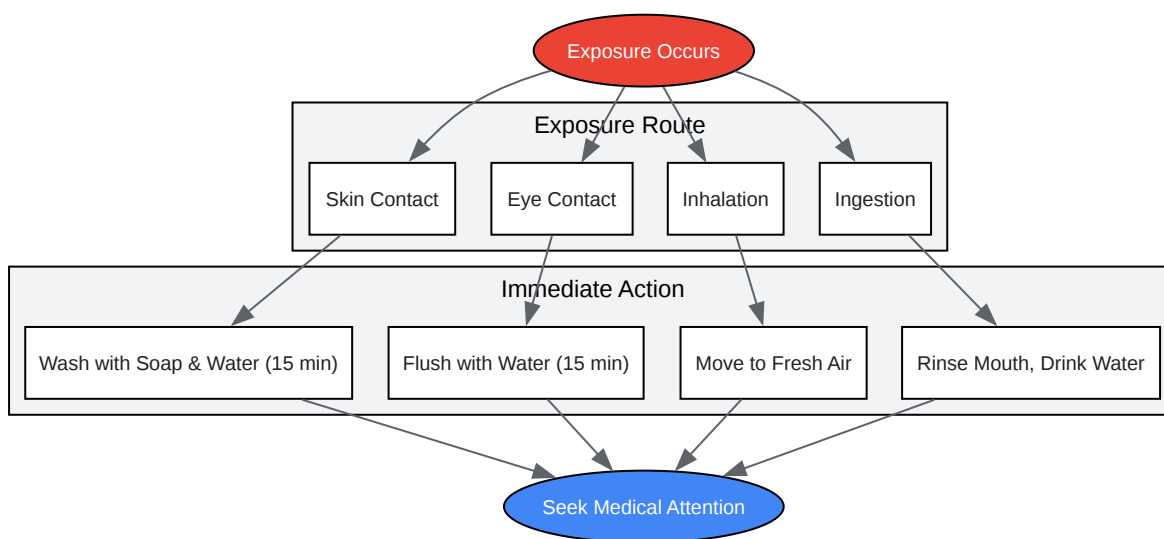 Exposure Occurs
Exposure Route
Skin Contact
Eye Contact
Inhalation
Ingestion
Immediate Action
Wash with Soap & Water (15 min)
Flush with Water (15 min)
Move to Fresh Air
Rinse Mouth, Drink Water
Seek Medical Attention